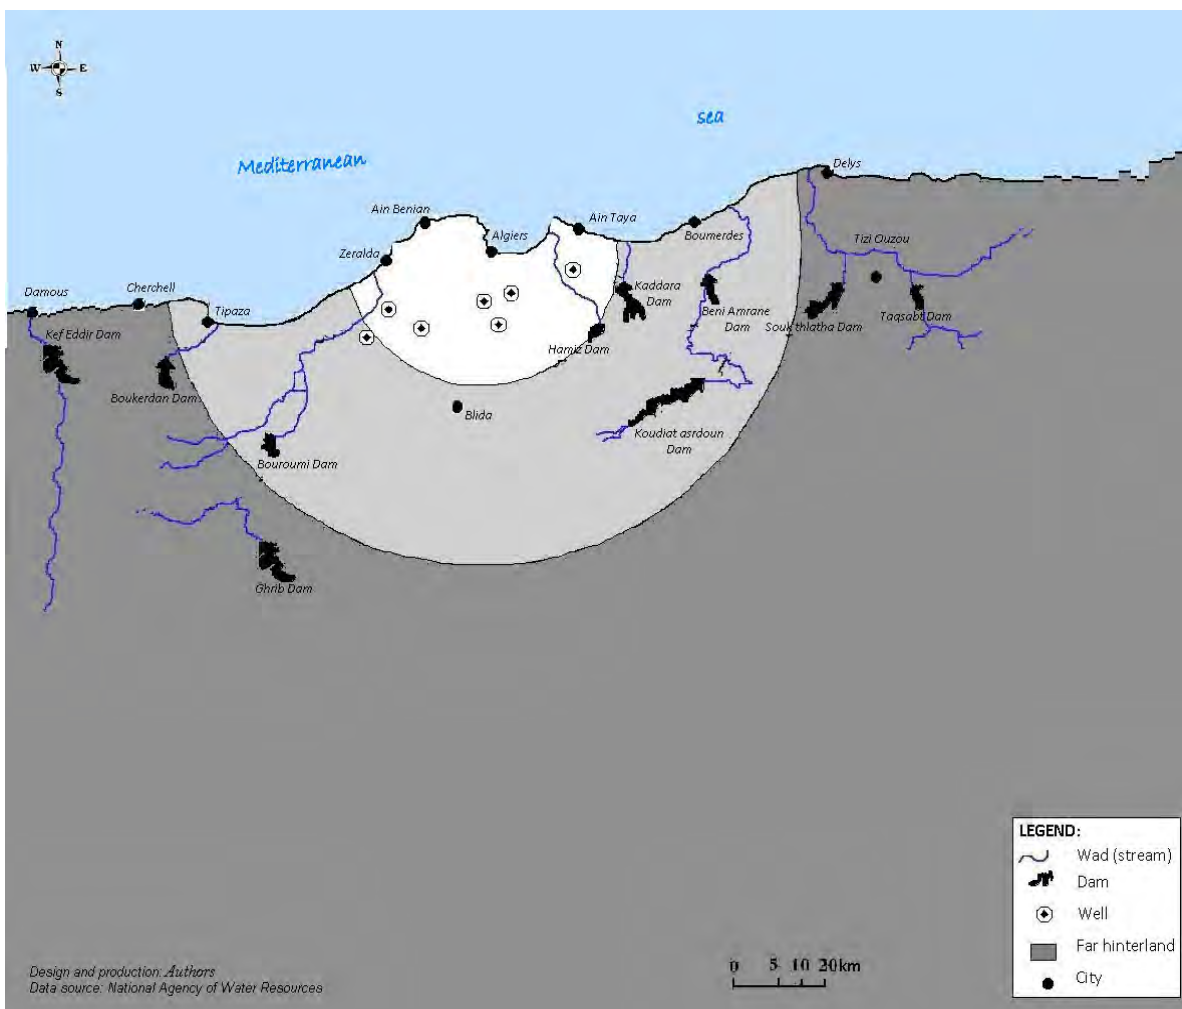 N
W E
S
sea
Mediterranean
Delys
Ain Benian
Ain Taya
Algiers
Boumerdes
Tizi Ouzou
Zeralda
Damous
Cherchell
Kaddara
Dam
Tipaza
Beni Amrane
Dam
Souk thlatha Dam
Taqsabt Dam
Kef Eddir Dam
Hamiz Dam
Boukerdan Dam
Blida
Koudiat asrdoun
Dam
Bouroumi Dam
Ghrib Dam
LEGEND:
Wad (stream)
Dam
Well
Far hinterland
City
0 5 10 20km
Design and production: Authors
Data source: National Agency of Water Resources